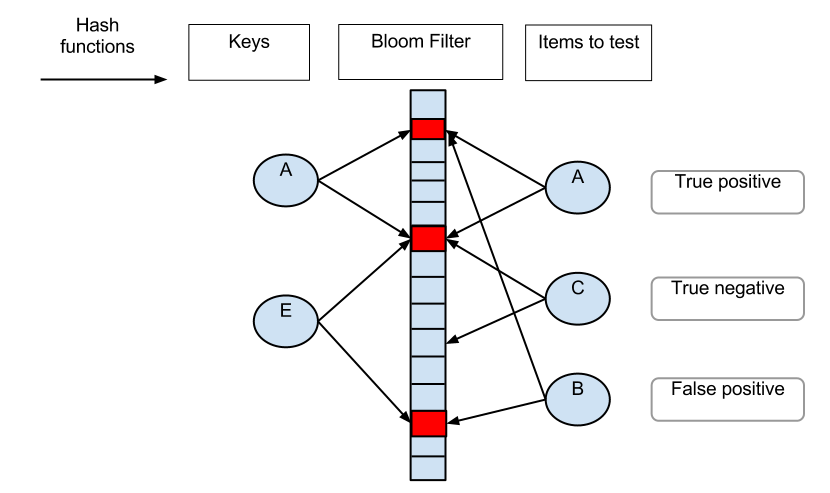 Hash
functions
Keys
Bloom Filter
Items to test
A
A
True positive
E
C
True negative
B
False positive